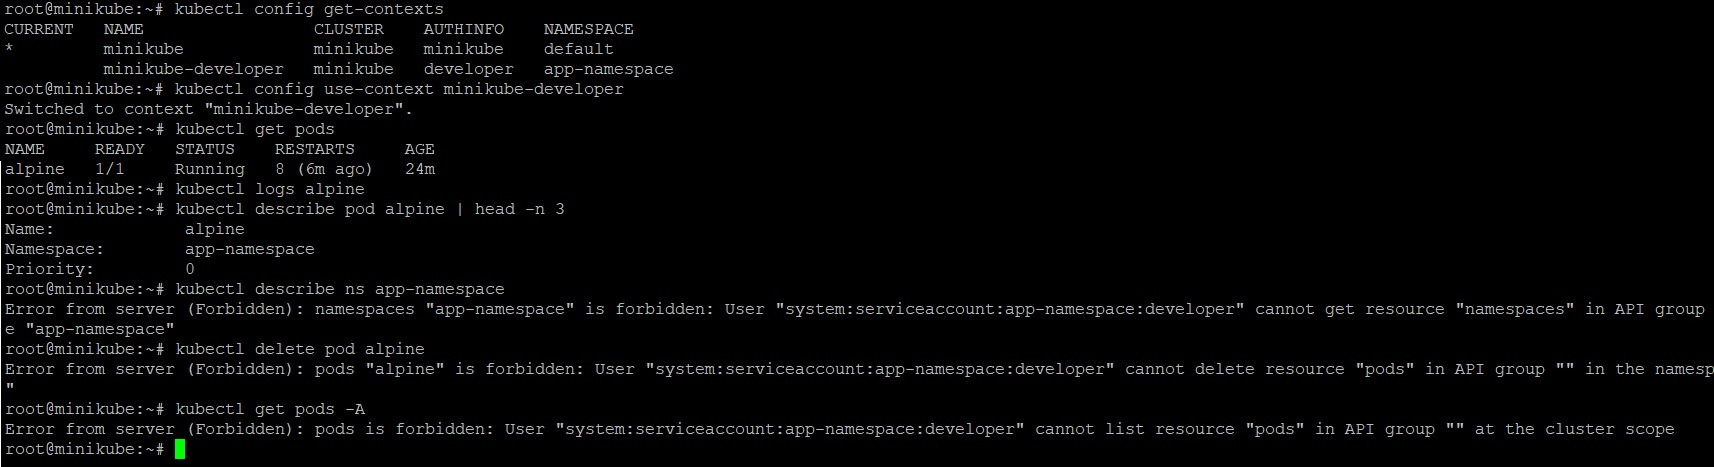 root@minikube:~# kubectl config get-contexts
CURRENT   NAME                 CLUSTER    AUTHINFO    NAMESPACE
*         minikube             minikube   minikube    default
          minikube-developer   minikube   developer   app-namespace
root@minikube:~# kubectl config use-context minikube-developer
Switched to context "minikube-developer".
root@minikube:~# kubectl get pods
NAME     READY   STATUS    RESTARTS     AGE
alpine   1/1     Running   8 (6m ago)   24m
root@minikube:~# kubectl logs alpine
root@minikube:~# kubectl describe pod alpine | head -n 3
Name:             alpine
Namespace:        app-namespace
Priority:         0
root@minikube:~# kubectl describe ns app-namespace
Error from server (Forbidden): namespaces "app-namespace" is forbidden: User "system:serviceaccount:app-namespace:developer" cannot get resource "namespaces" in API group
e "app-namespace"
root@minikube:~# kubectl delete pod alpine
Error from server (Forbidden): pods "alpine" is forbidden: User "system:serviceaccount:app-namespace:developer" cannot delete resource "pods" in API group "" in the namesp
"
root@minikube:~# kubectl get pods -A
Error from server (Forbidden): pods is forbidden: User "system:serviceaccount:app-namespace:developer" cannot list resource "pods" in API group "" at the cluster scope
root@minikube:~#